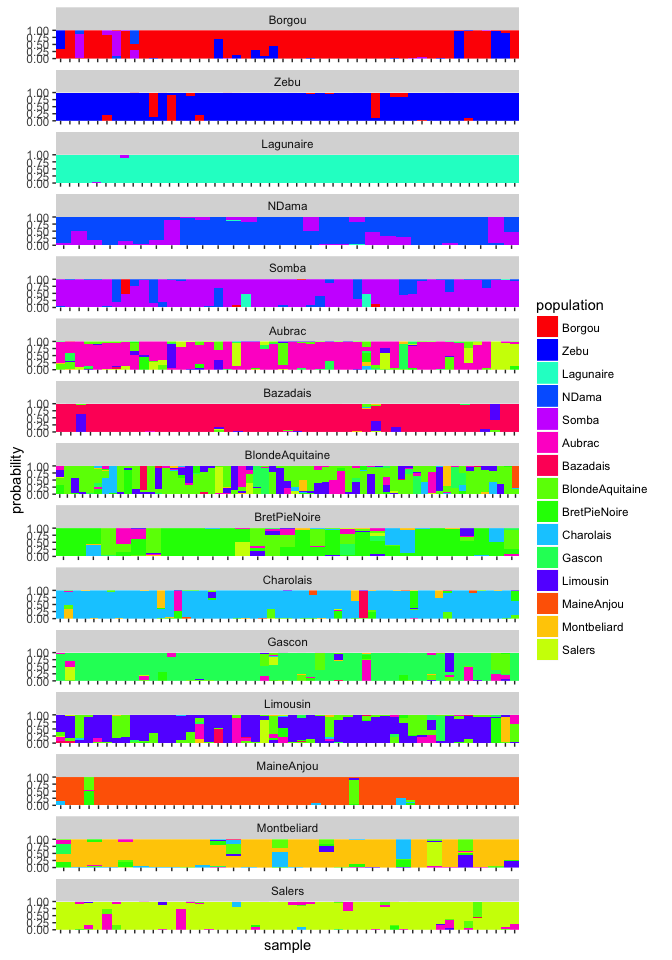 Borgou
1.00
0.75
0.50
0.25
0.00
Zebu
1.00
0.75
0.50
0.25
0.00
Lagunaire
1.00
0.75
0.50
0.25
0.00
NDama
1.00
0.75
0.50
0.25
0.00
Somba
1.00
0.75
0.50
0.25
0.00
Aubrac
1.00
0.75
0.50
0.25
0.00
Bazadais
1.00
0.75
0.50
0.25
0.00
BlondeAquitaine
1.00
0.75
0.50
0.25
0.00
BretPieNoire
1.00
0.75
0.50
0.25
0.00
Charolais
1.00
0.75
0.50
0.25
0.00
Gascon
1.00
0.75
0.50
0.25
0.00
Limousin
1.00
0.75
0.50
0.25
0.00
MaineAnjou
1.00
0.75
0.50
0.25
0.00
Montbeliard
1.00
0.75
0.50
0.25
0.00
Salers
1.00
0.75
0.50
0.25
0.00
probability
sample
population
Borgou
Zebu
Lagunaire
NDama
Somba
Aubrac
Bazadais
BlondeAquitaine
BretPieNoire
Charolais
Gascon
Limousin
MaineAnjou
Montbeliard
Salers